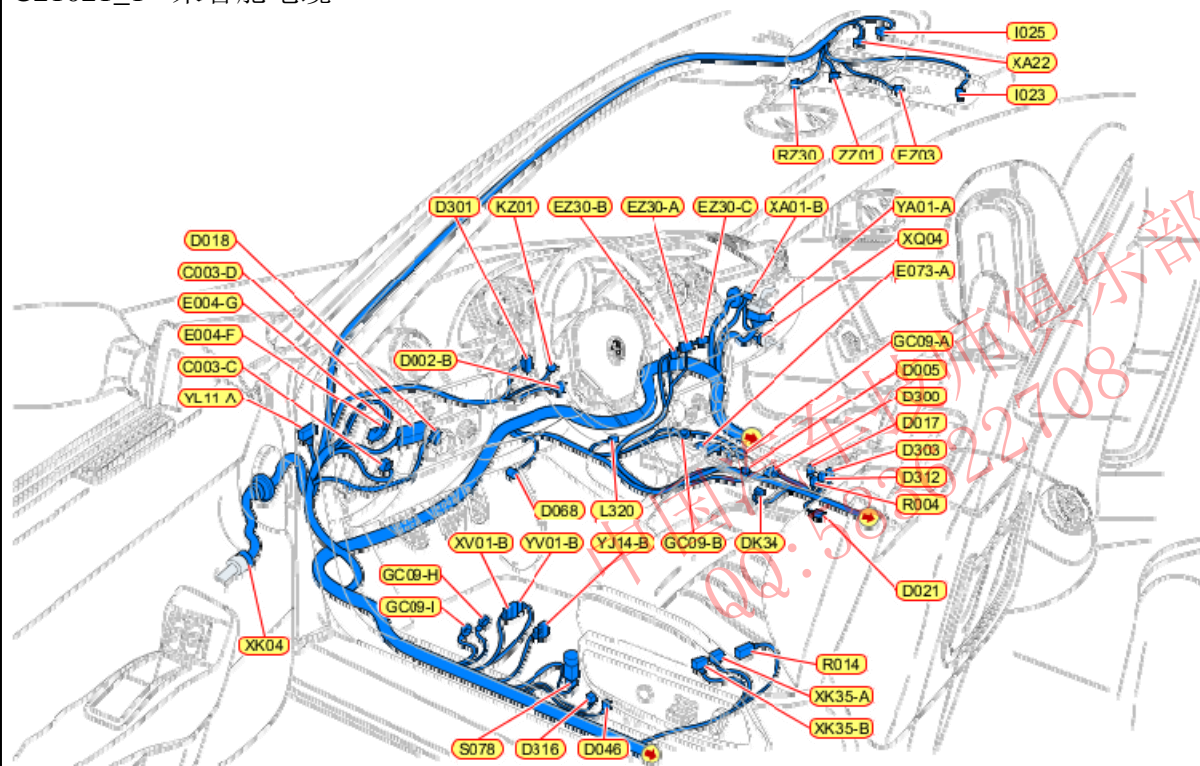 I025
XA22
I023
RZ30
ZZ01
EZ03
USA
D301
KZ01
EZ30-B
EZ30-A
EZ30-C
XA01-B
YA01-A
XQ04
E073-A
D018
C003-D
E004-G
E004-F
C003-C
YL11-A
D002-B
GC09-A
D005
D300
D017
D303
D312
R004
D068
L320
XV01-B
YV01-B
YJ14-B
GC09-B
DK34
D021
GC09-H
GC09-I
XK04
R014
XK35-A
XK35-B
S078
D316
D046